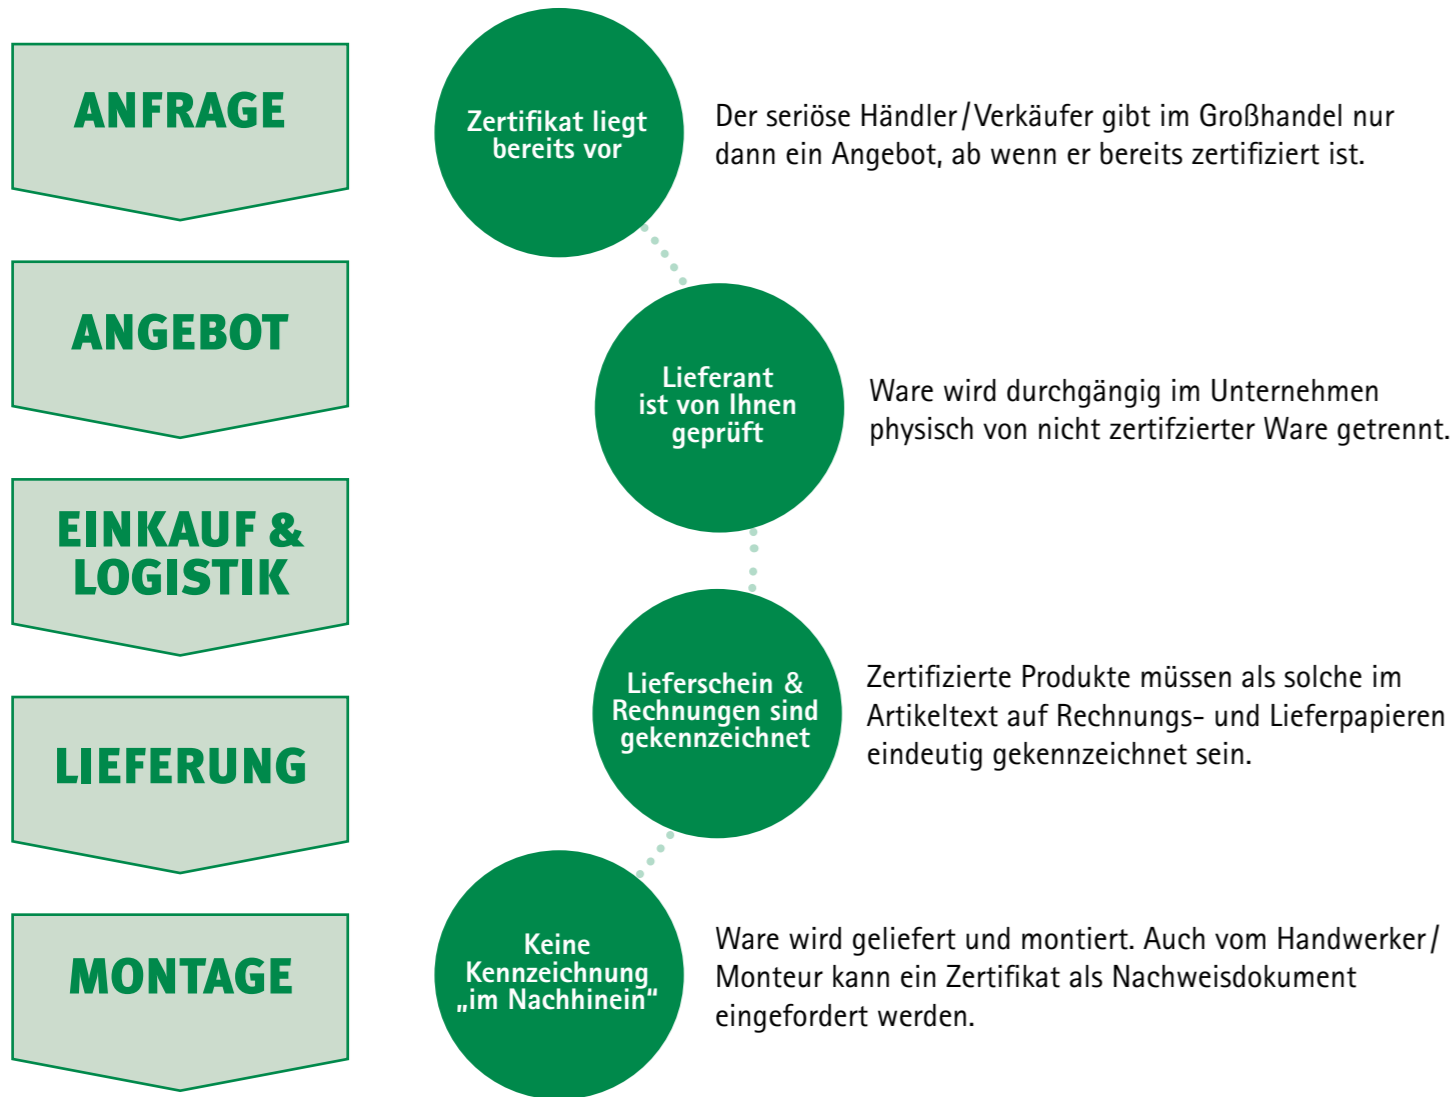 ANFRAGE
Zertifikat liegt
bereits vor
Der seriöse Händler/Verkäufer gibt im Großhandel nur
dann ein Angebot, ab wenn er bereits zertifiziert ist.
ANGEBOT
Lieferant
ist von Ihnen
geprüft
Ware wird durchgängig im Unternehmen
physisch von nicht zertifzierter Ware getrennt.
EINKAUF &
LOGISTIK
Lieferschein &
Rechnungen sind
gekennzeichnet
Zertifizierte Produkte müssen als solche im
Artikeltext auf Rechnungs- und Lieferpapieren
eindeutig gekennzeichnet sein.
LIEFERUNG
Keine
Kennzeichnung
„im Nachhinein“
Ware wird geliefert und montiert. Auch vom Handwerker/
Monteur kann ein Zertifikat als Nachweisdokument
eingefordert werden.
MONTAGE